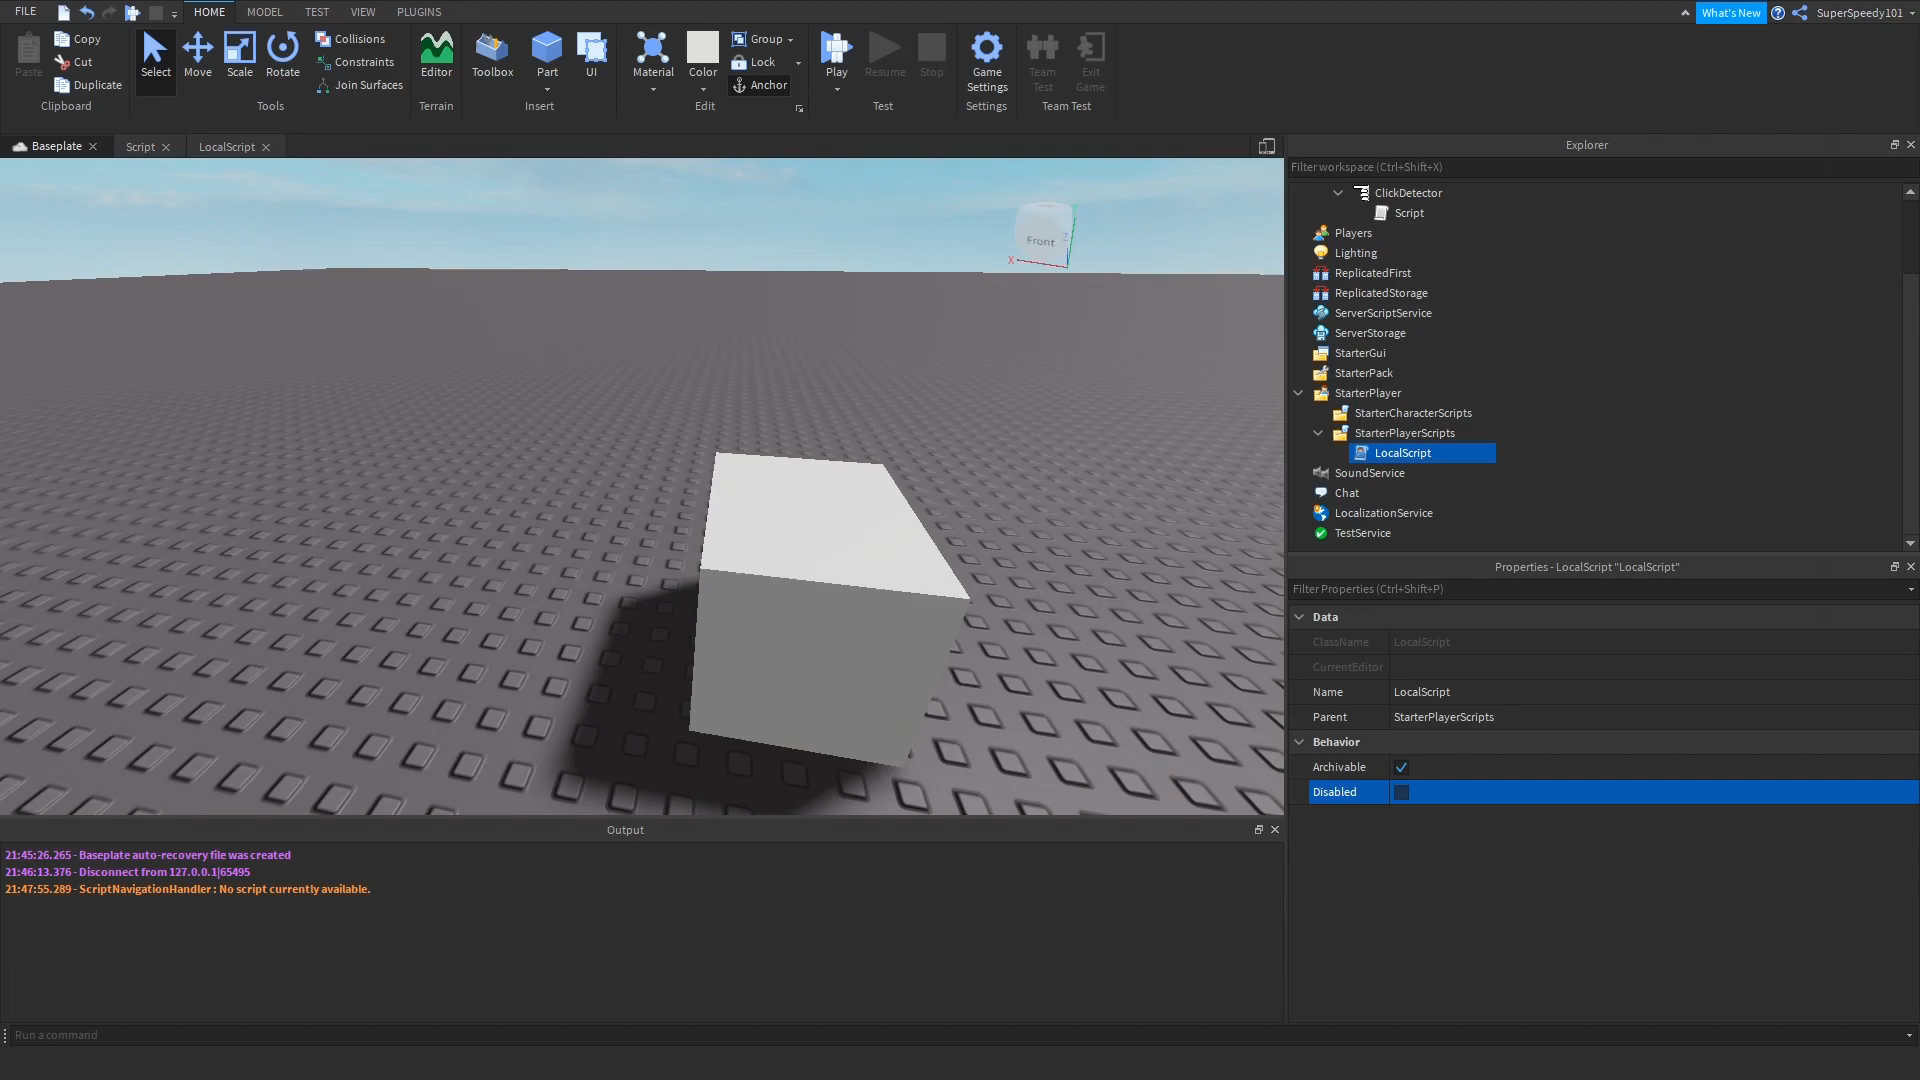 FILE
HOME
MODEL
TEST
VIEW
PLUGINS
What's New
SuperSpeedy101
Paste
Copy
Cut
Duplicate
Clipboard
Select
Move
Scale
Rotate
Collisions
Constraints
Join Surfaces
Tools
Editor
Terrain
Toolbox
Part
UI
Insert
Material
Color
Group
Lock
Anchor
Edit
Play
Resume
Stop
Test
Game
Settings
Settings
Team
Test
Exit
Game
Team Test
Baseplate
Script
LocalScript
Front
X
Z
Explorer
Filter workspace (Ctrl+Shift+X)
ClickDetector
Script
Players
Lighting
ReplicatedFirst
ReplicatedStorage
ServerScriptService
ServerStorage
StarterGui
StarterPack
StarterPlayer
StarterCharacterScripts
StarterPlayerScripts
LocalScript
SoundService
Chat
LocalizationService
TestService
Properties - LocalScript "LocalScript"
Filter Properties (Ctrl+Shift+P)
Data
ClassName LocalScript
CurrentEditor
Name LocalScript
Parent StarterPlayerScripts
Behavior
Archivable
Disabled
Output
21:45:26.265 - Baseplate auto-recovery file was created
21:46:13.376 - Disconnect from 127.0.0.1|65495
21:47:55.289 - ScriptNavigationHandler : No script currently available.
Run a command